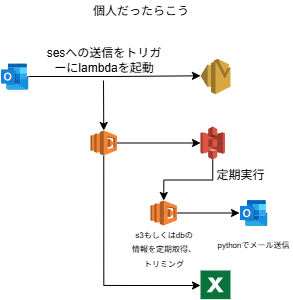 個人だったらこう
sesへの送信をトリガ
ーにlambdaを起動
定期実行
s3もしくはdbの
情報を定期取得、
トリミング
pythonでメール送信